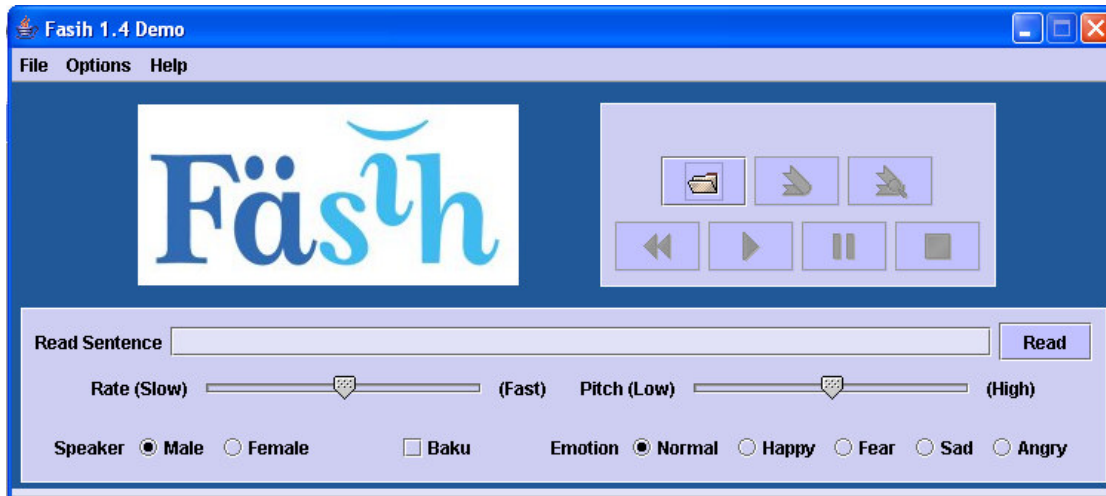 Fasih 1.4 Demo
File Options Help
Fäsih
Read Sentence Read
Rate (Slow) (Fast) Pitch (Low) (High)
Speaker Male Female Baku Emotion Normal Happy Fear Sad Angry